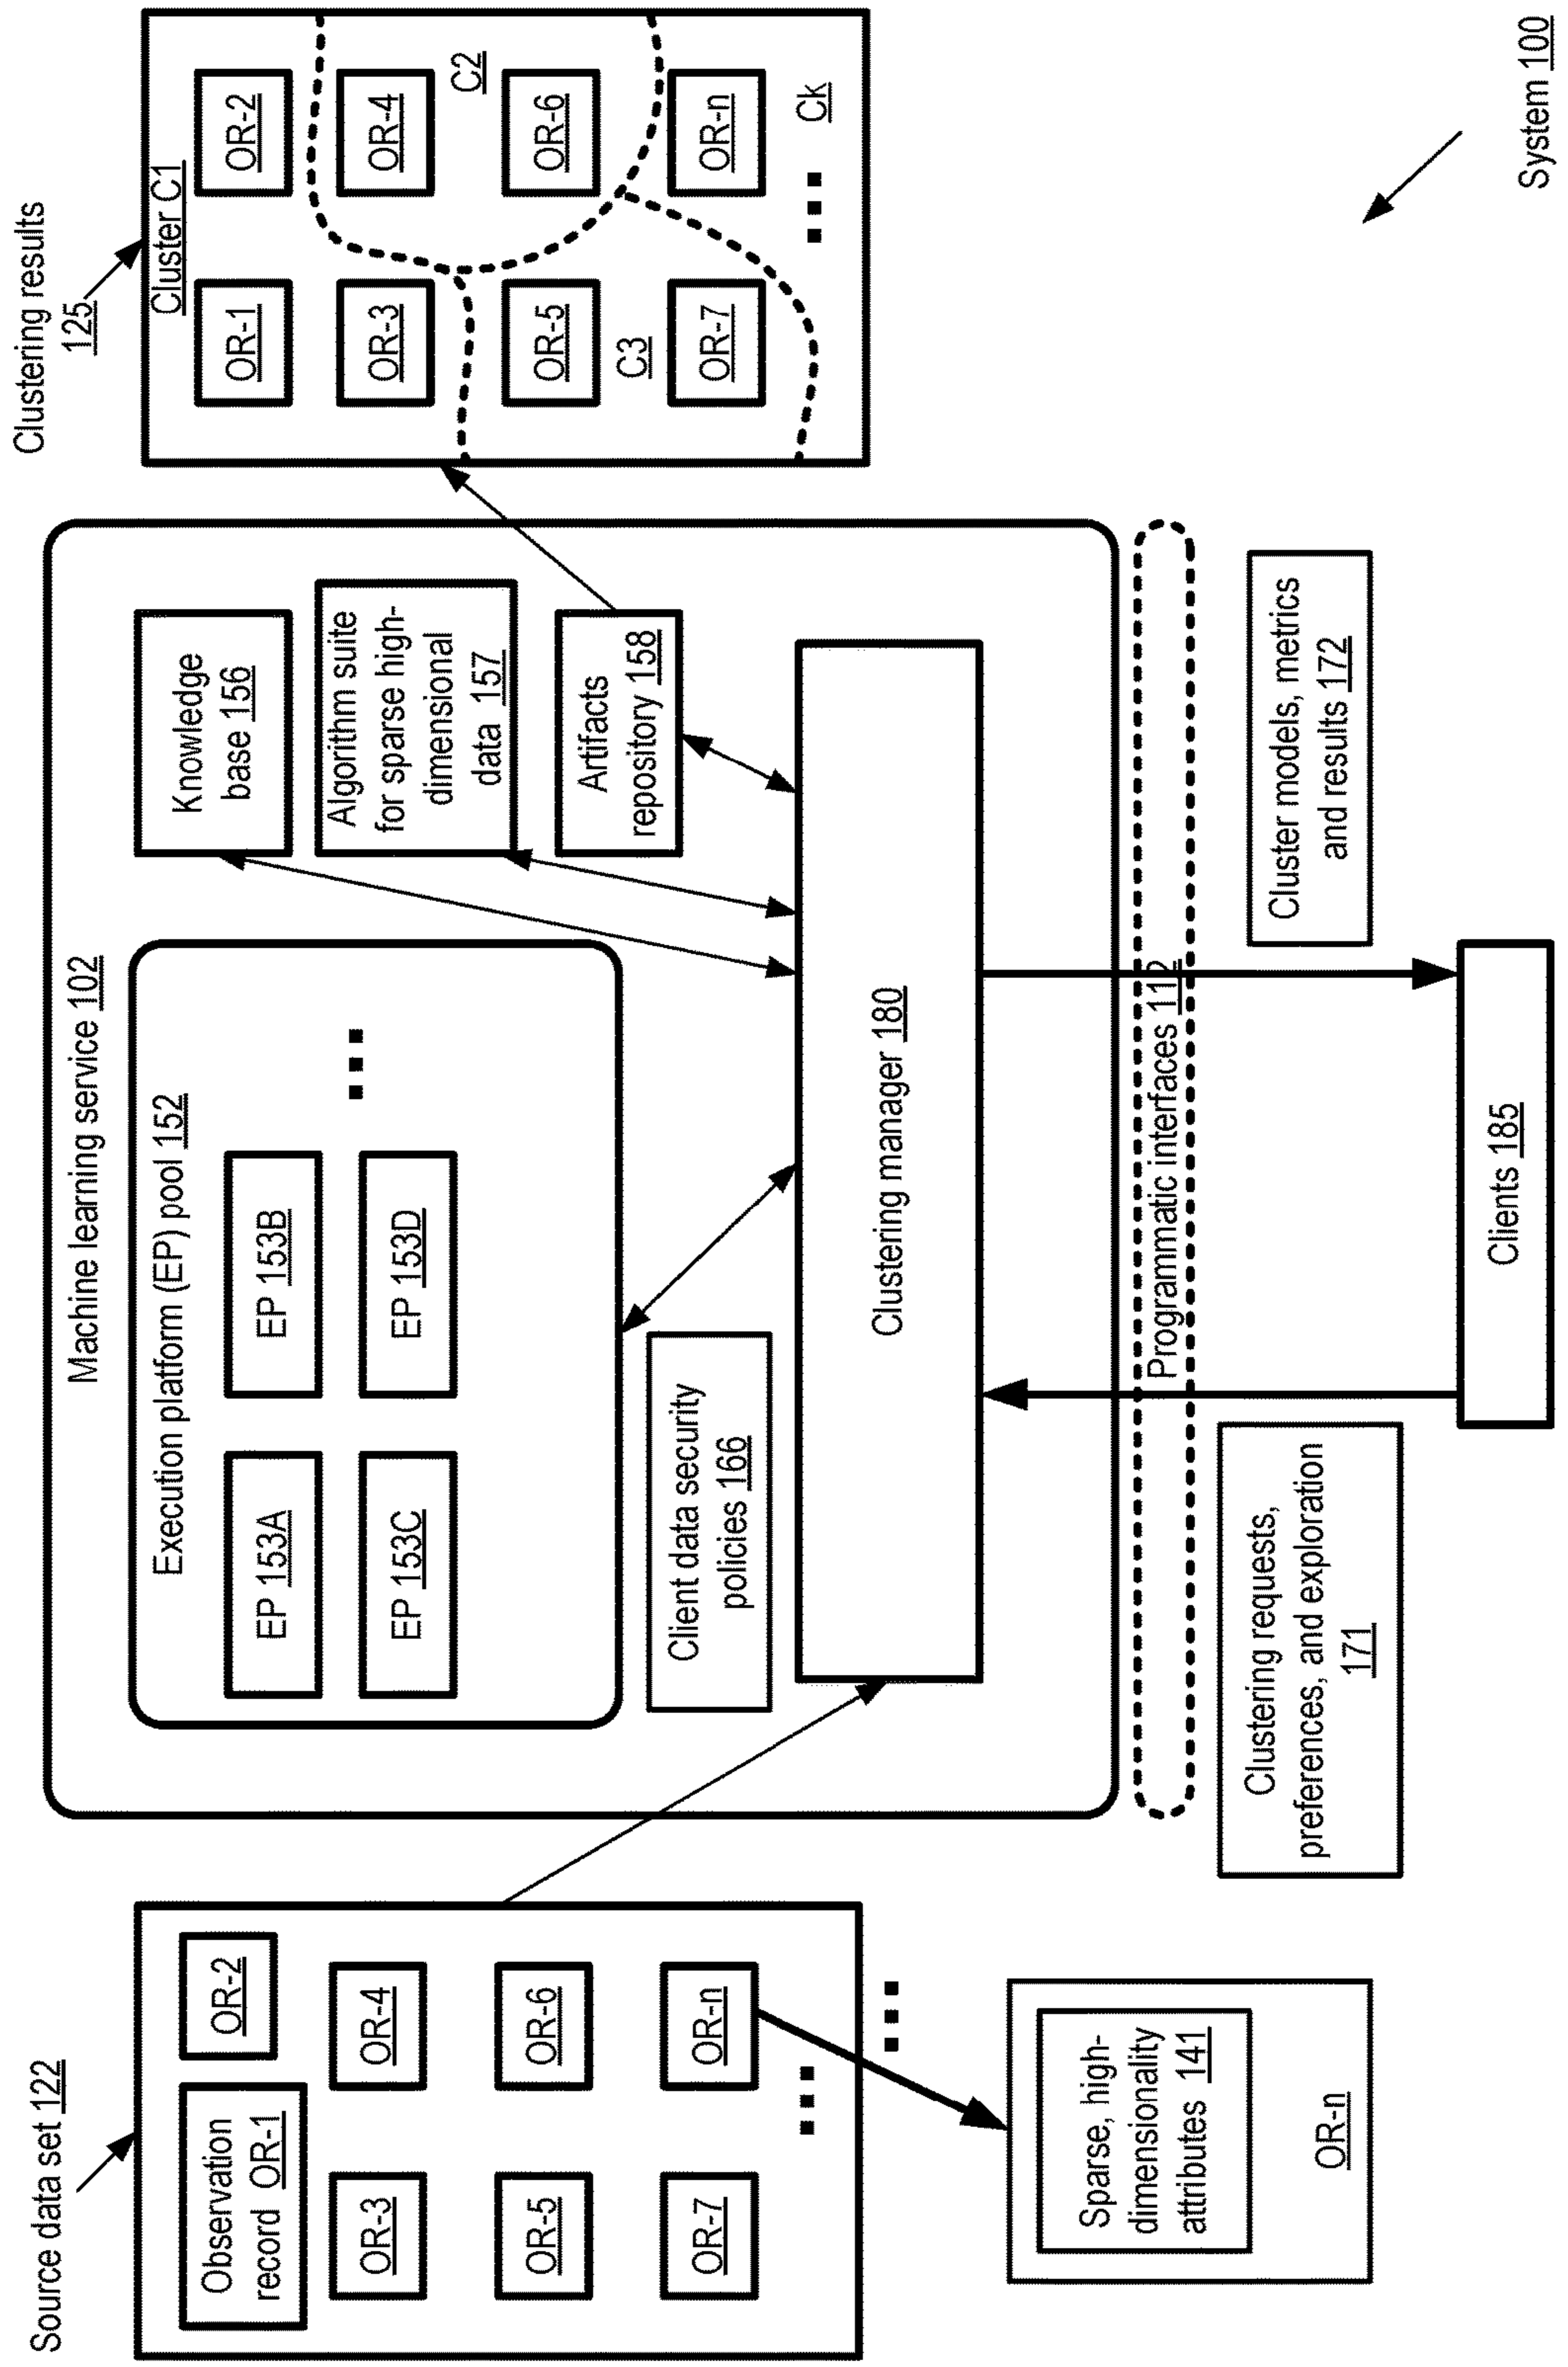 Source data set 122
Observation
record OR-1
OR-2
OR-3
OR-4
OR-5
OR-6
OR-7
OR-n
Sparse, high-
dimensionality
attributes 141
OR-n
Machine learning service 102
Execution platform (EP) pool 152
EP 153A
EP 153B
EP 153C
EP 153D
Knowledge
base 156
Algorithm suite
for sparse high-
dimensional
data 157
Artifacts
repository 158
Client data security
policies 166
Clustering manager 180
Programmatic interfaces 112
Clustering requests,
preferences, and exploration
171
Cluster models, metrics
and results 172
Clients 185
Clustering results
125
Cluster C1
OR-1
OR-2
OR-3
OR-4
C2
OR-5
OR-6
C3
OR-7
OR-n
Ck
System 100